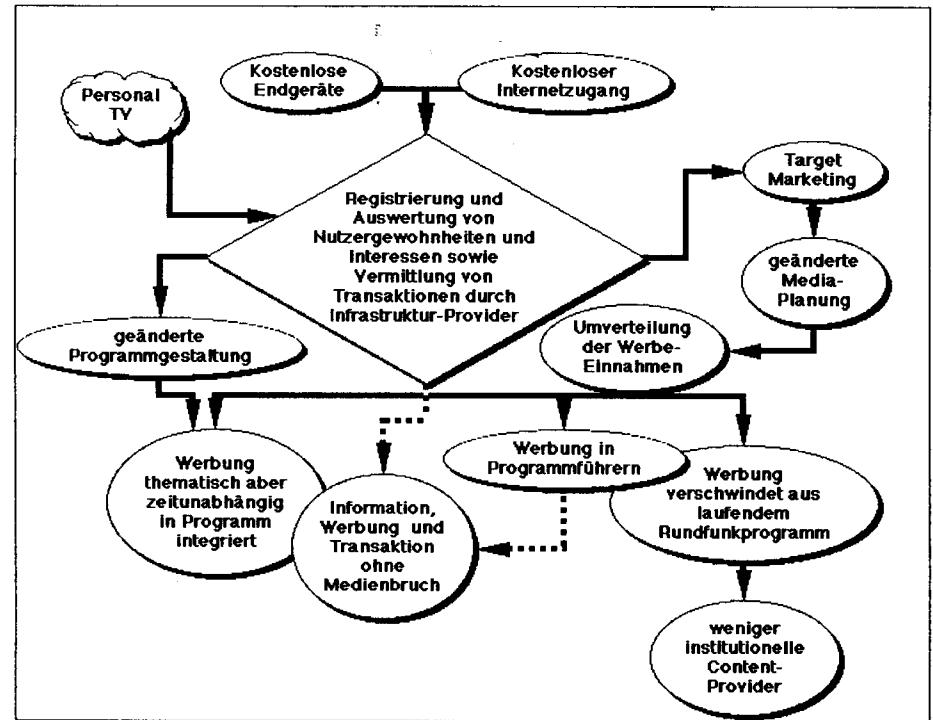 Kostenlose
Endgeräte
Kostenloser
Internetzugang
Personal
TV
Target
Marketing
Registrierung und
Auswertung von
Nutzergewohnheiten und
Interessen sowie
Vermittlung von
Transaktionen durch
Infrastruktur-Provider
geänderte
Media-
Planung
geänderte
Programmgestaltung
Umverteilung
der Werbe-
Einnahmen
Werbung
thematisch aber
zeitunabhängig
in Programm
integriert
Information,
Werbung und
Transaktion
ohne
Medienbruch
Werbung in
Programmführern
Werbung
verschwindet aus
laufendem
Rundfunkprogramm
weniger
institutionelle
Content-
Provider